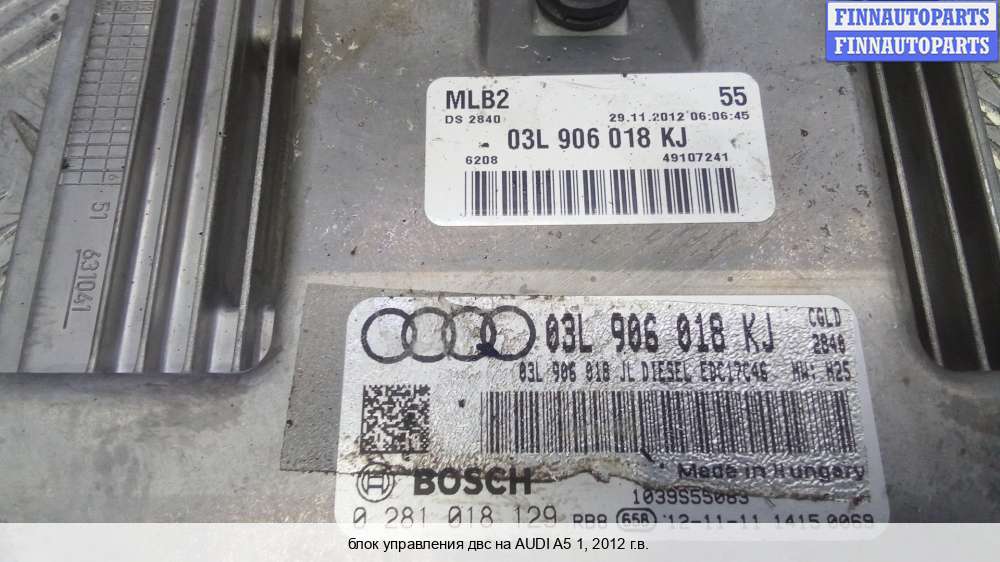 FINNAUTOPARTS
FINNAUTOPARTS
MLB2 55
DS 2840 29.11.2012 06:06:45
03L 906 018 KJ
6208 49107241
51
631041
03L 906 018 KJ CGLD
2840
03L 906 018 JL DIESEL EDC17C46 HW: H25
BOSCH Made in Hungary
1039S55083
0 281 018 129 RB8 658 '12-11-11 1415 0069
блок управления двс на AUDI A5 1, 2012 г.в.